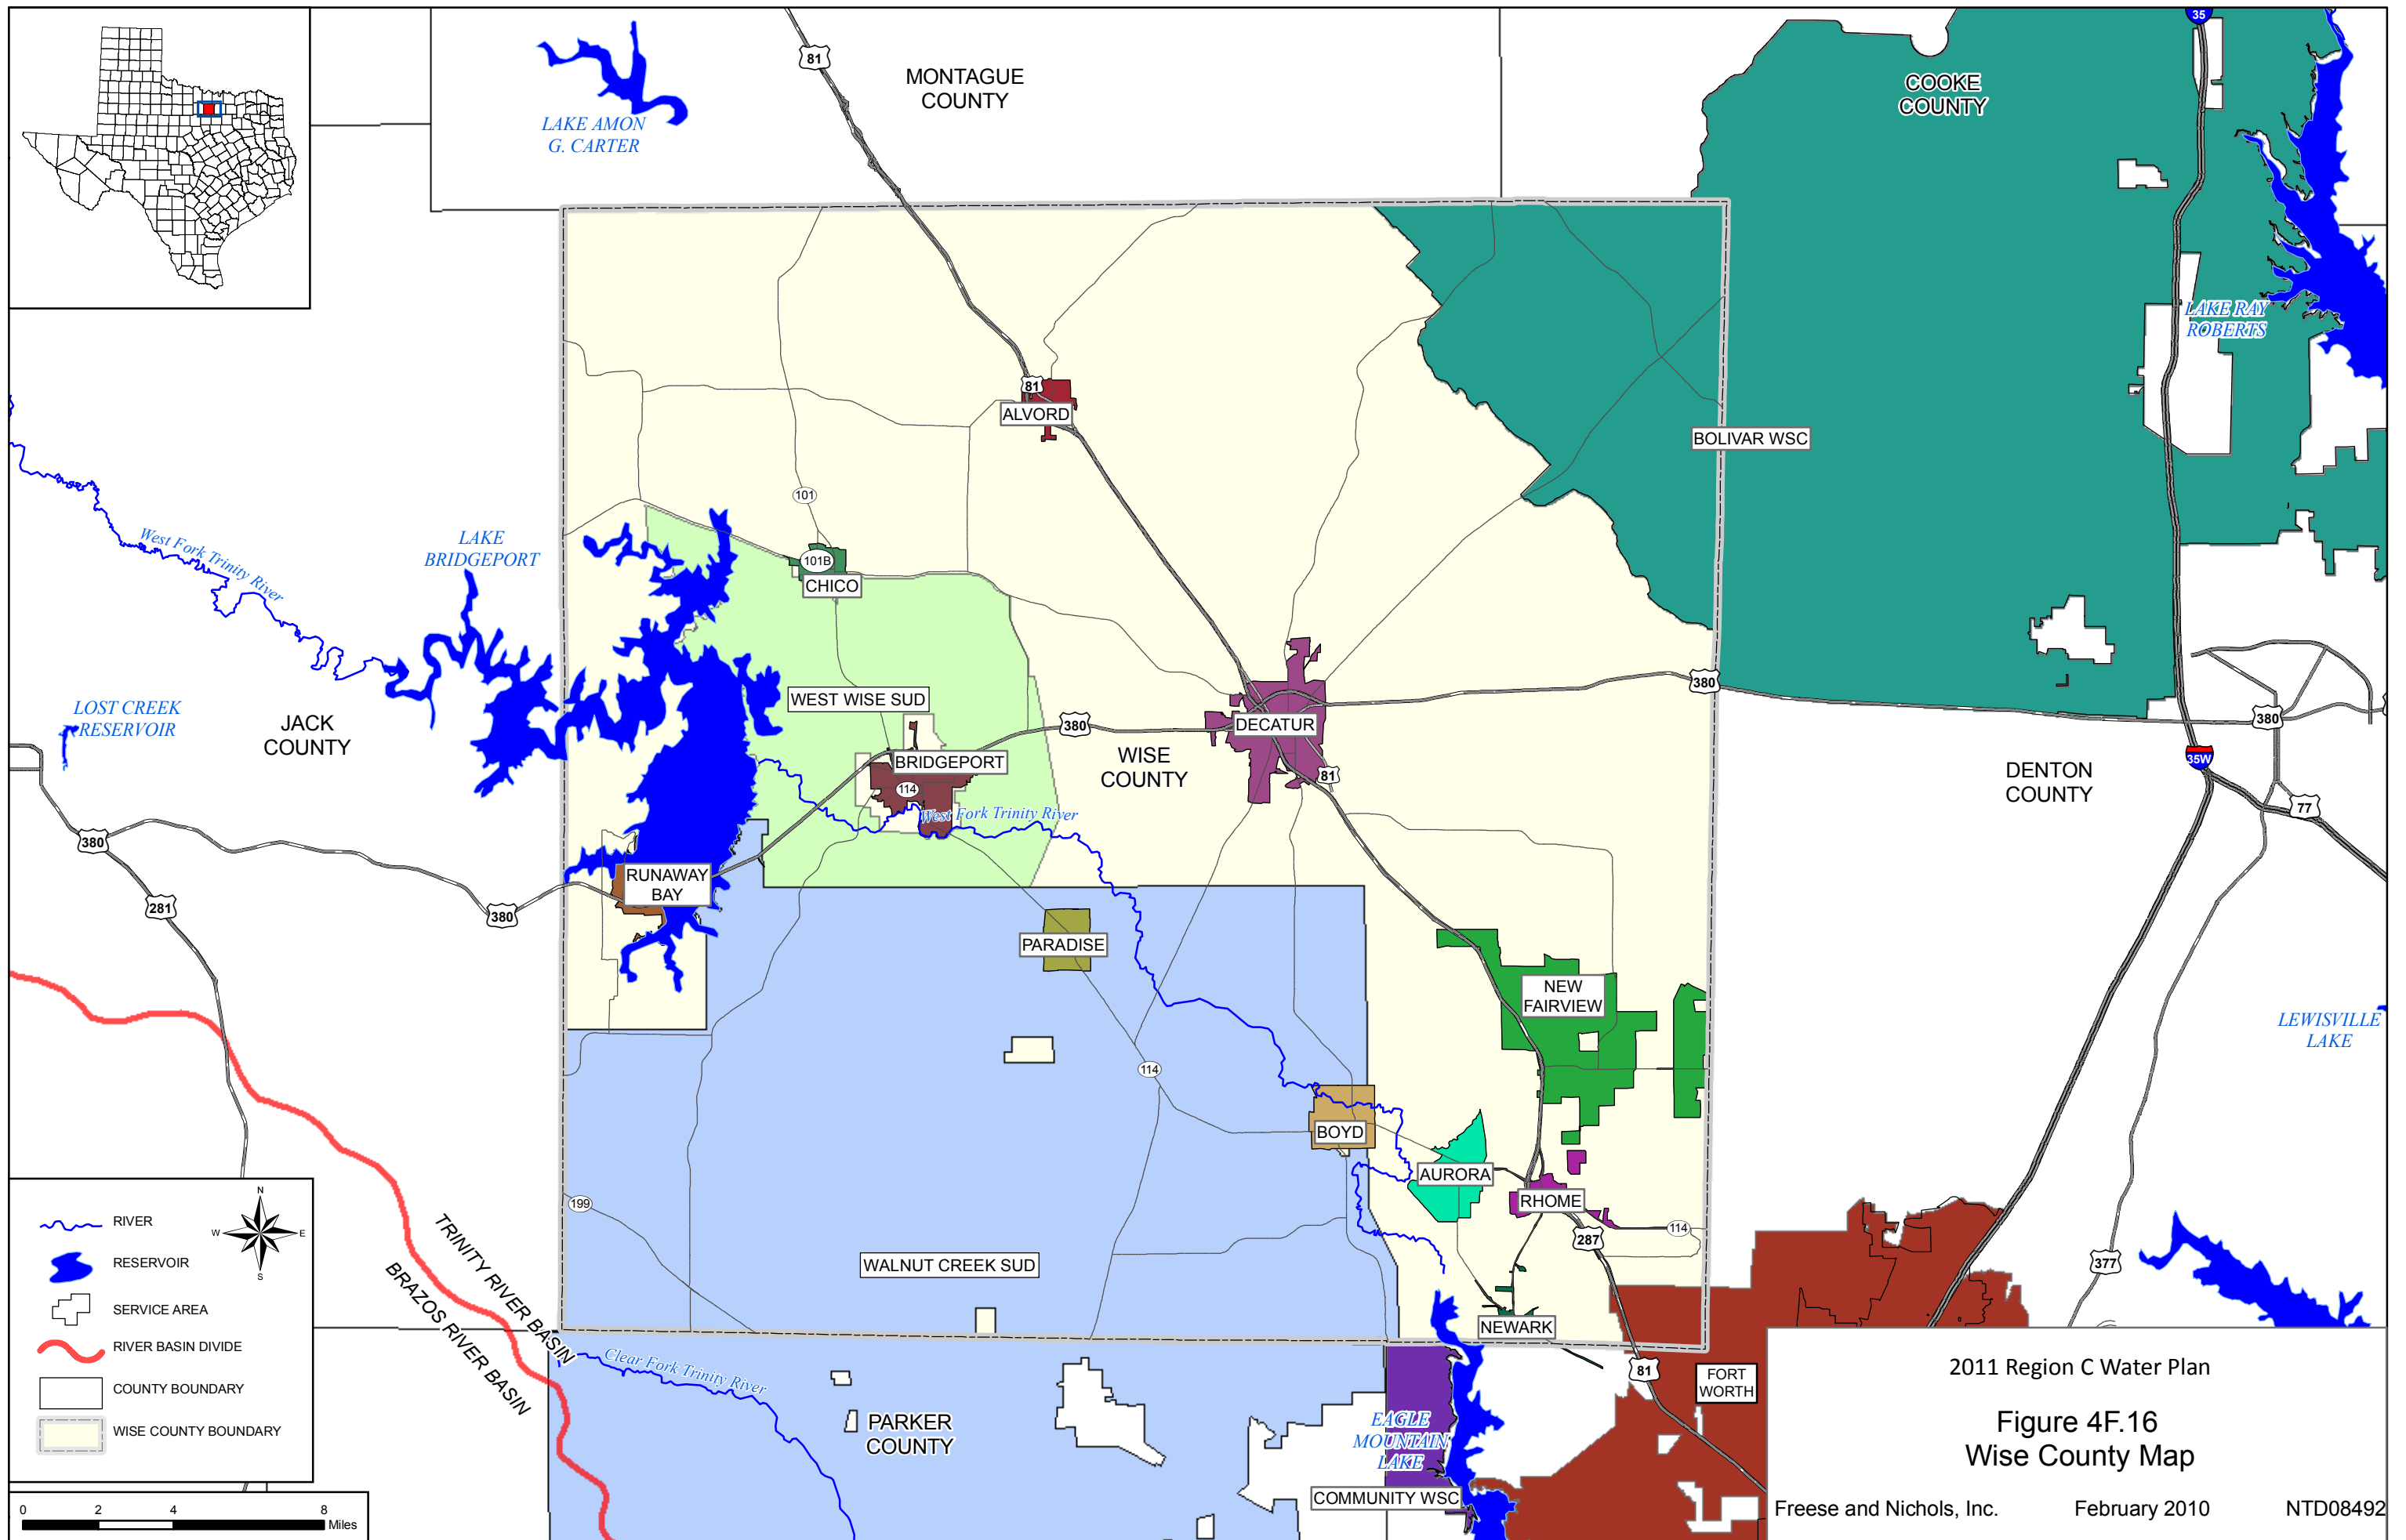 35
81
MONTAGUE
COUNTY
COOKE
COUNTY
LAKE AMON
G. CARTER
LAKE RAY
ROBERTS
81
ALVORD
BOLIVAR WSC
101
West Fork Trinity River
LAKE
BRIDGEPORT
101B
CHICO
LOST CREEK
RESERVOIR
JACK
COUNTY
WEST WISE SUD
380
380
DECATUR
380
BRIDGEPORT
WISE
COUNTY
81
35W
DENTON
COUNTY
114
West Fork Trinity River
77
380
RUNAWAY
BAY
281
380
PARADISE
NEW
FAIRVIEW
LEWISVILLE
LAKE
114
BOYD
AURORA
RHOME
199
114
287
377
WALNUT CREEK SUD
TRINITY RIVER BASIN
BRAZOS RIVER BASIN
NEWARK
Clear Fork Trinity River
81
FORT
WORTH
PARKER
COUNTY
EAGLE
MOUNTAIN
LAKE
COMMUNITY WSC
N
W
E
S
RIVER
RESERVOIR
SERVICE AREA
RIVER BASIN DIVIDE
COUNTY BOUNDARY
WISE COUNTY BOUNDARY
0 2 4 8
Miles
2011 Region C Water Plan
Figure 4F.16
Wise County Map
Freese and Nichols, Inc. February 2010 NTD08492